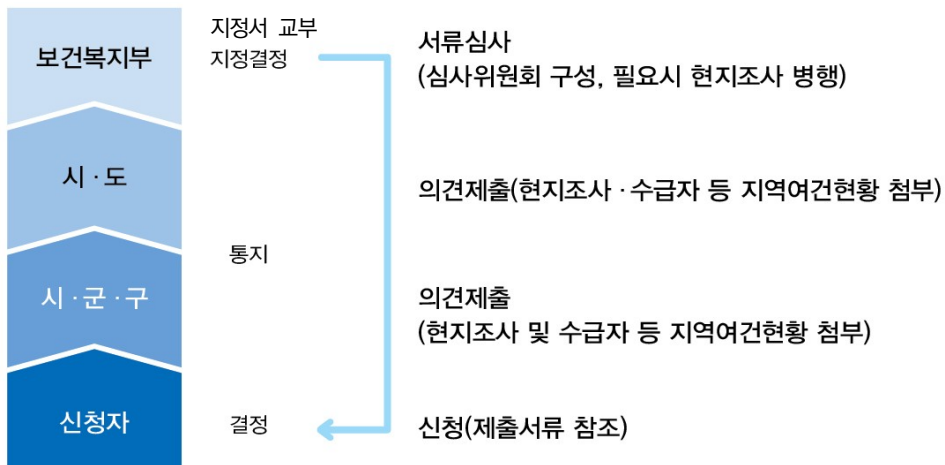 보건복지부
지정서 교부
지정결정
서류심사
(심사위원회 구성, 필요시 현지조사 병행)
시·도
의견제출(현지조사·수급자 등 지역여건현황 첨부)
통지
시·군·구
의견제출
(현지조사 및 수급자 등 지역여건현황 첨부)
신청자
결정
신청(제출서류 참조)